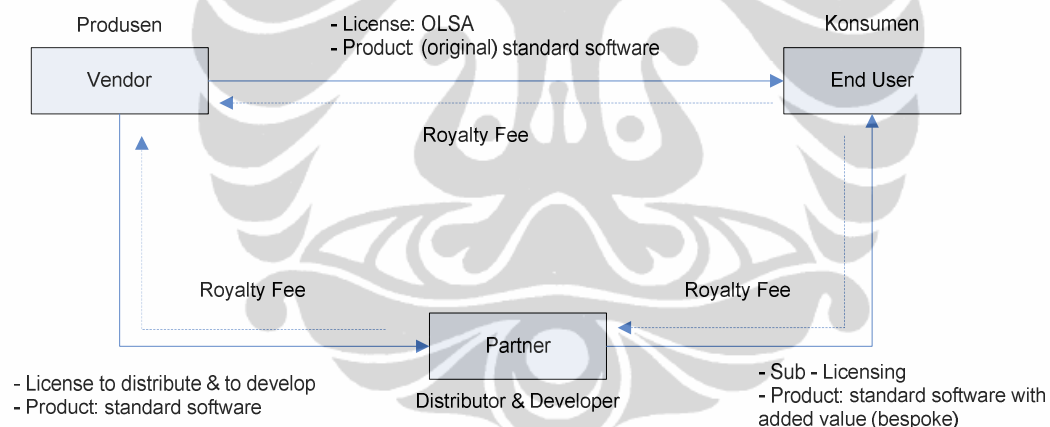 Produsen
- License: OLSA
- Product: (original) standard software
Konsumen
Vendor
End User
Royalty Fee
Royalty Fee
Royalty Fee
Partner
- License to distribute & to develop
- Product: standard software
Distributor & Developer
- Sub - Licensing
- Product: standard software with
added value (bespoke)